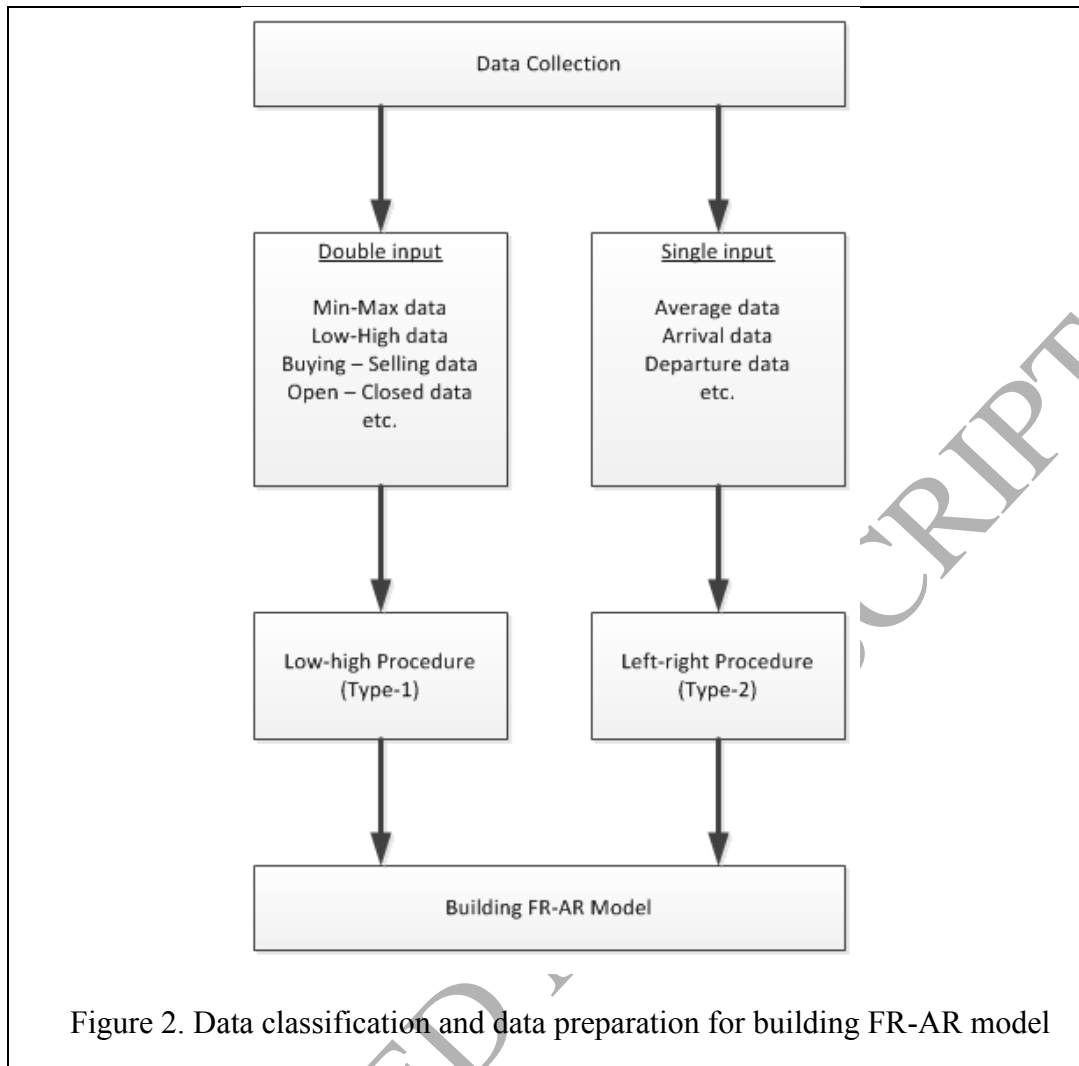 Data Collection
Double input
Min-Max data
Low-High data
Buying – Selling data
Open – Closed data
etc.
Single input
Average data
Arrival data
Departure data
etc.
Low-high Procedure
(Type-1)
Left-right Procedure
(Type-2)
Building FR-AR Model
Figure 2. Data classification and data preparation for building FR-AR model